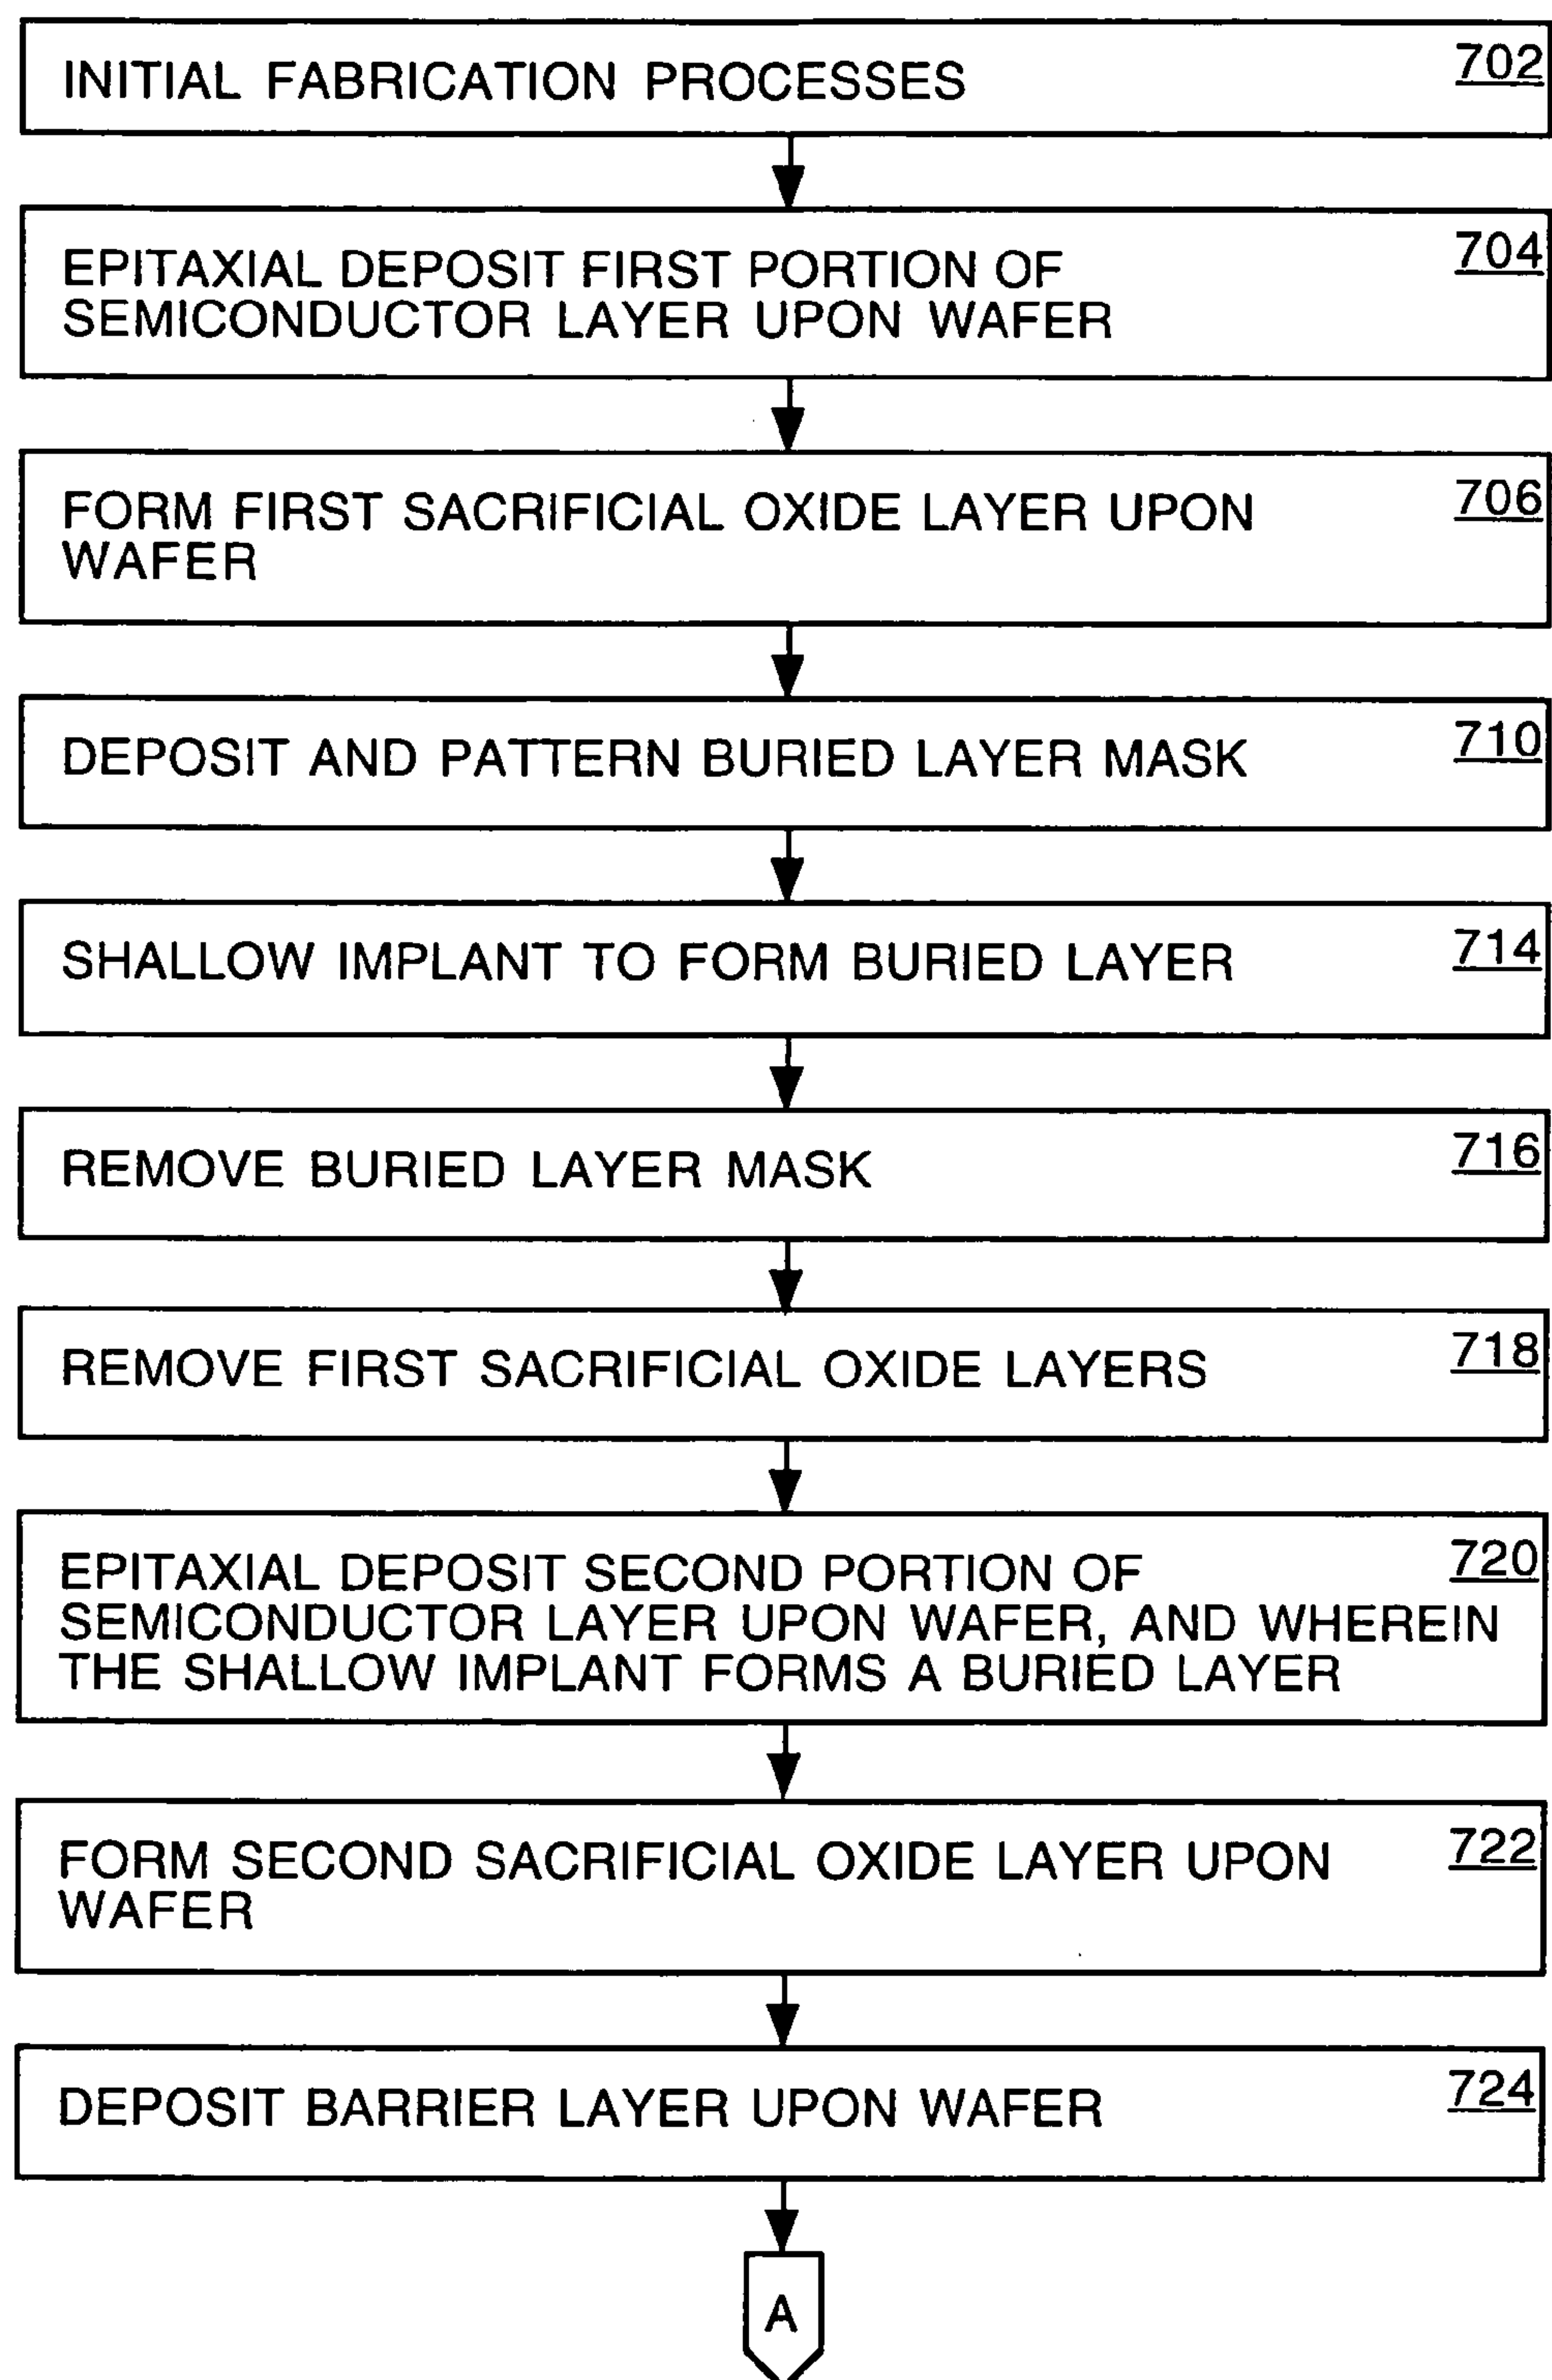 INITIAL FABRICATION PROCESSES 702
EPITAXIAL DEPOSIT FIRST PORTION OF 704
SEMICONDUCTOR LAYER UPON WAFER
FORM FIRST SACRIFICIAL OXIDE LAYER UPON 706
WAFER
DEPOSIT AND PATTERN BURIED LAYER MASK 710
SHALLOW IMPLANT TO FORM BURIED LAYER 714
REMOVE BURIED LAYER MASK 716
REMOVE FIRST SACRIFICIAL OXIDE LAYERS 718
EPITAXIAL DEPOSIT SECOND PORTION OF 720
SEMICONDUCTOR LAYER UPON WAFER, AND WHEREIN
THE SHALLOW IMPLANT FORMS A BURIED LAYER
FORM SECOND SACRIFICIAL OXIDE LAYER UPON 722
WAFER
DEPOSIT BARRIER LAYER UPON WAFER 724
A